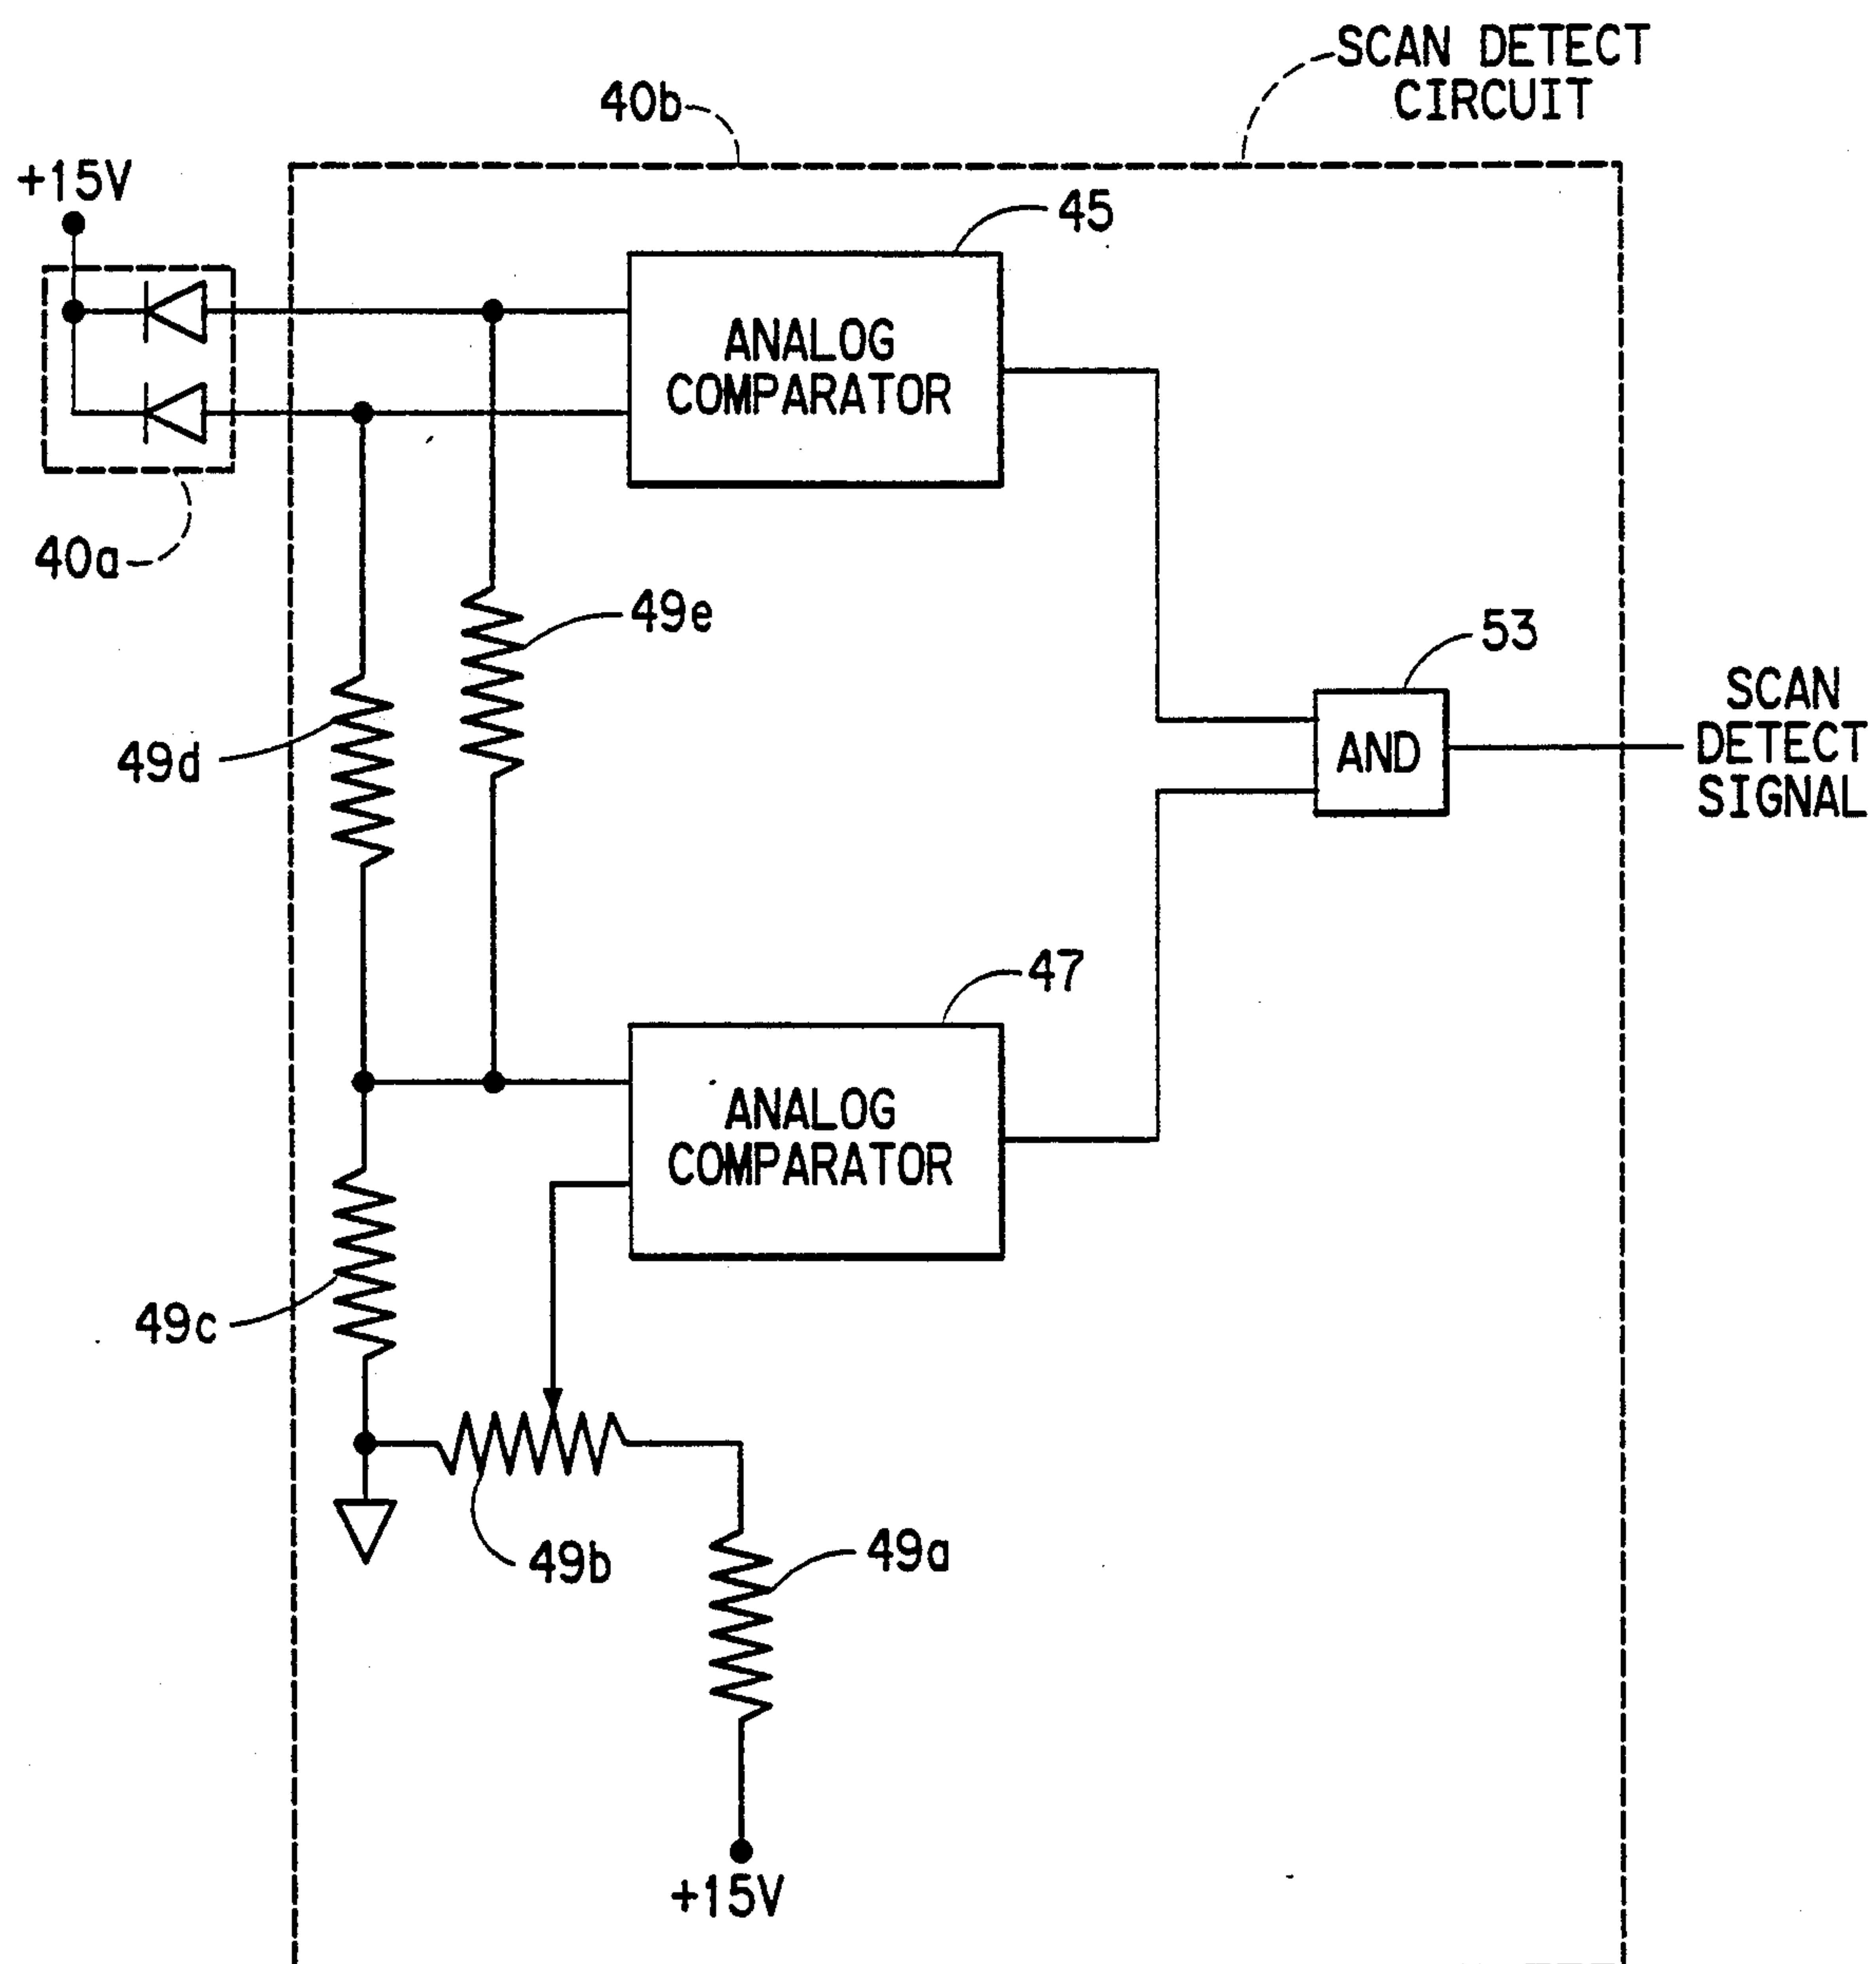 SCAN DETECT
CIRCUIT
40b
+15V
45
ANALOG
COMPARATOR
40a
49e
53
SCAN
DETECT
SIGNAL
AND
49d
47
ANALOG
COMPARATOR
49c
49b
49a
+15V